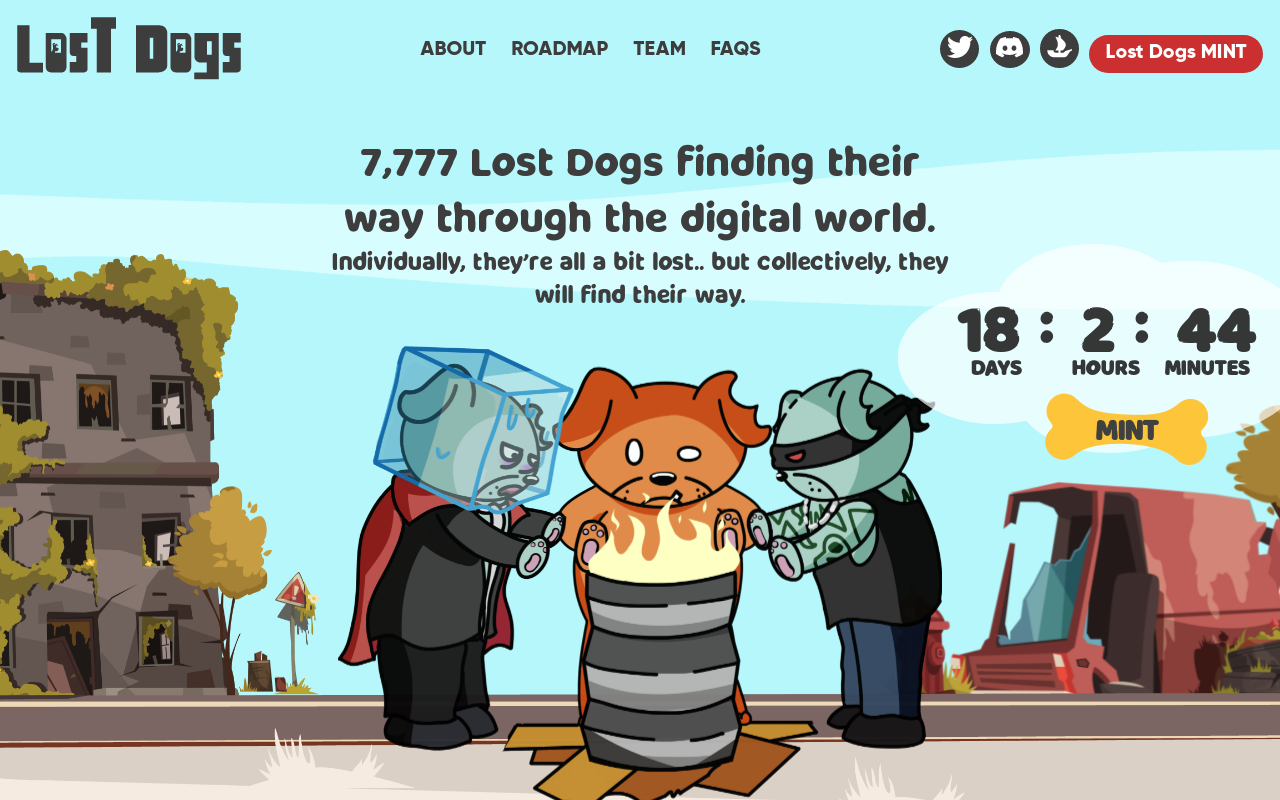 Lost Dogs
ABOUT ROADMAP TEAM FAQS
Lost Dogs MINT
7,777 Lost Dogs finding their
way through the digital world.
Individually, they're all a bit lost.. but collectively, they
will find their way.
18 : 2 : 44
DAYS HOURS MINUTES
MINT